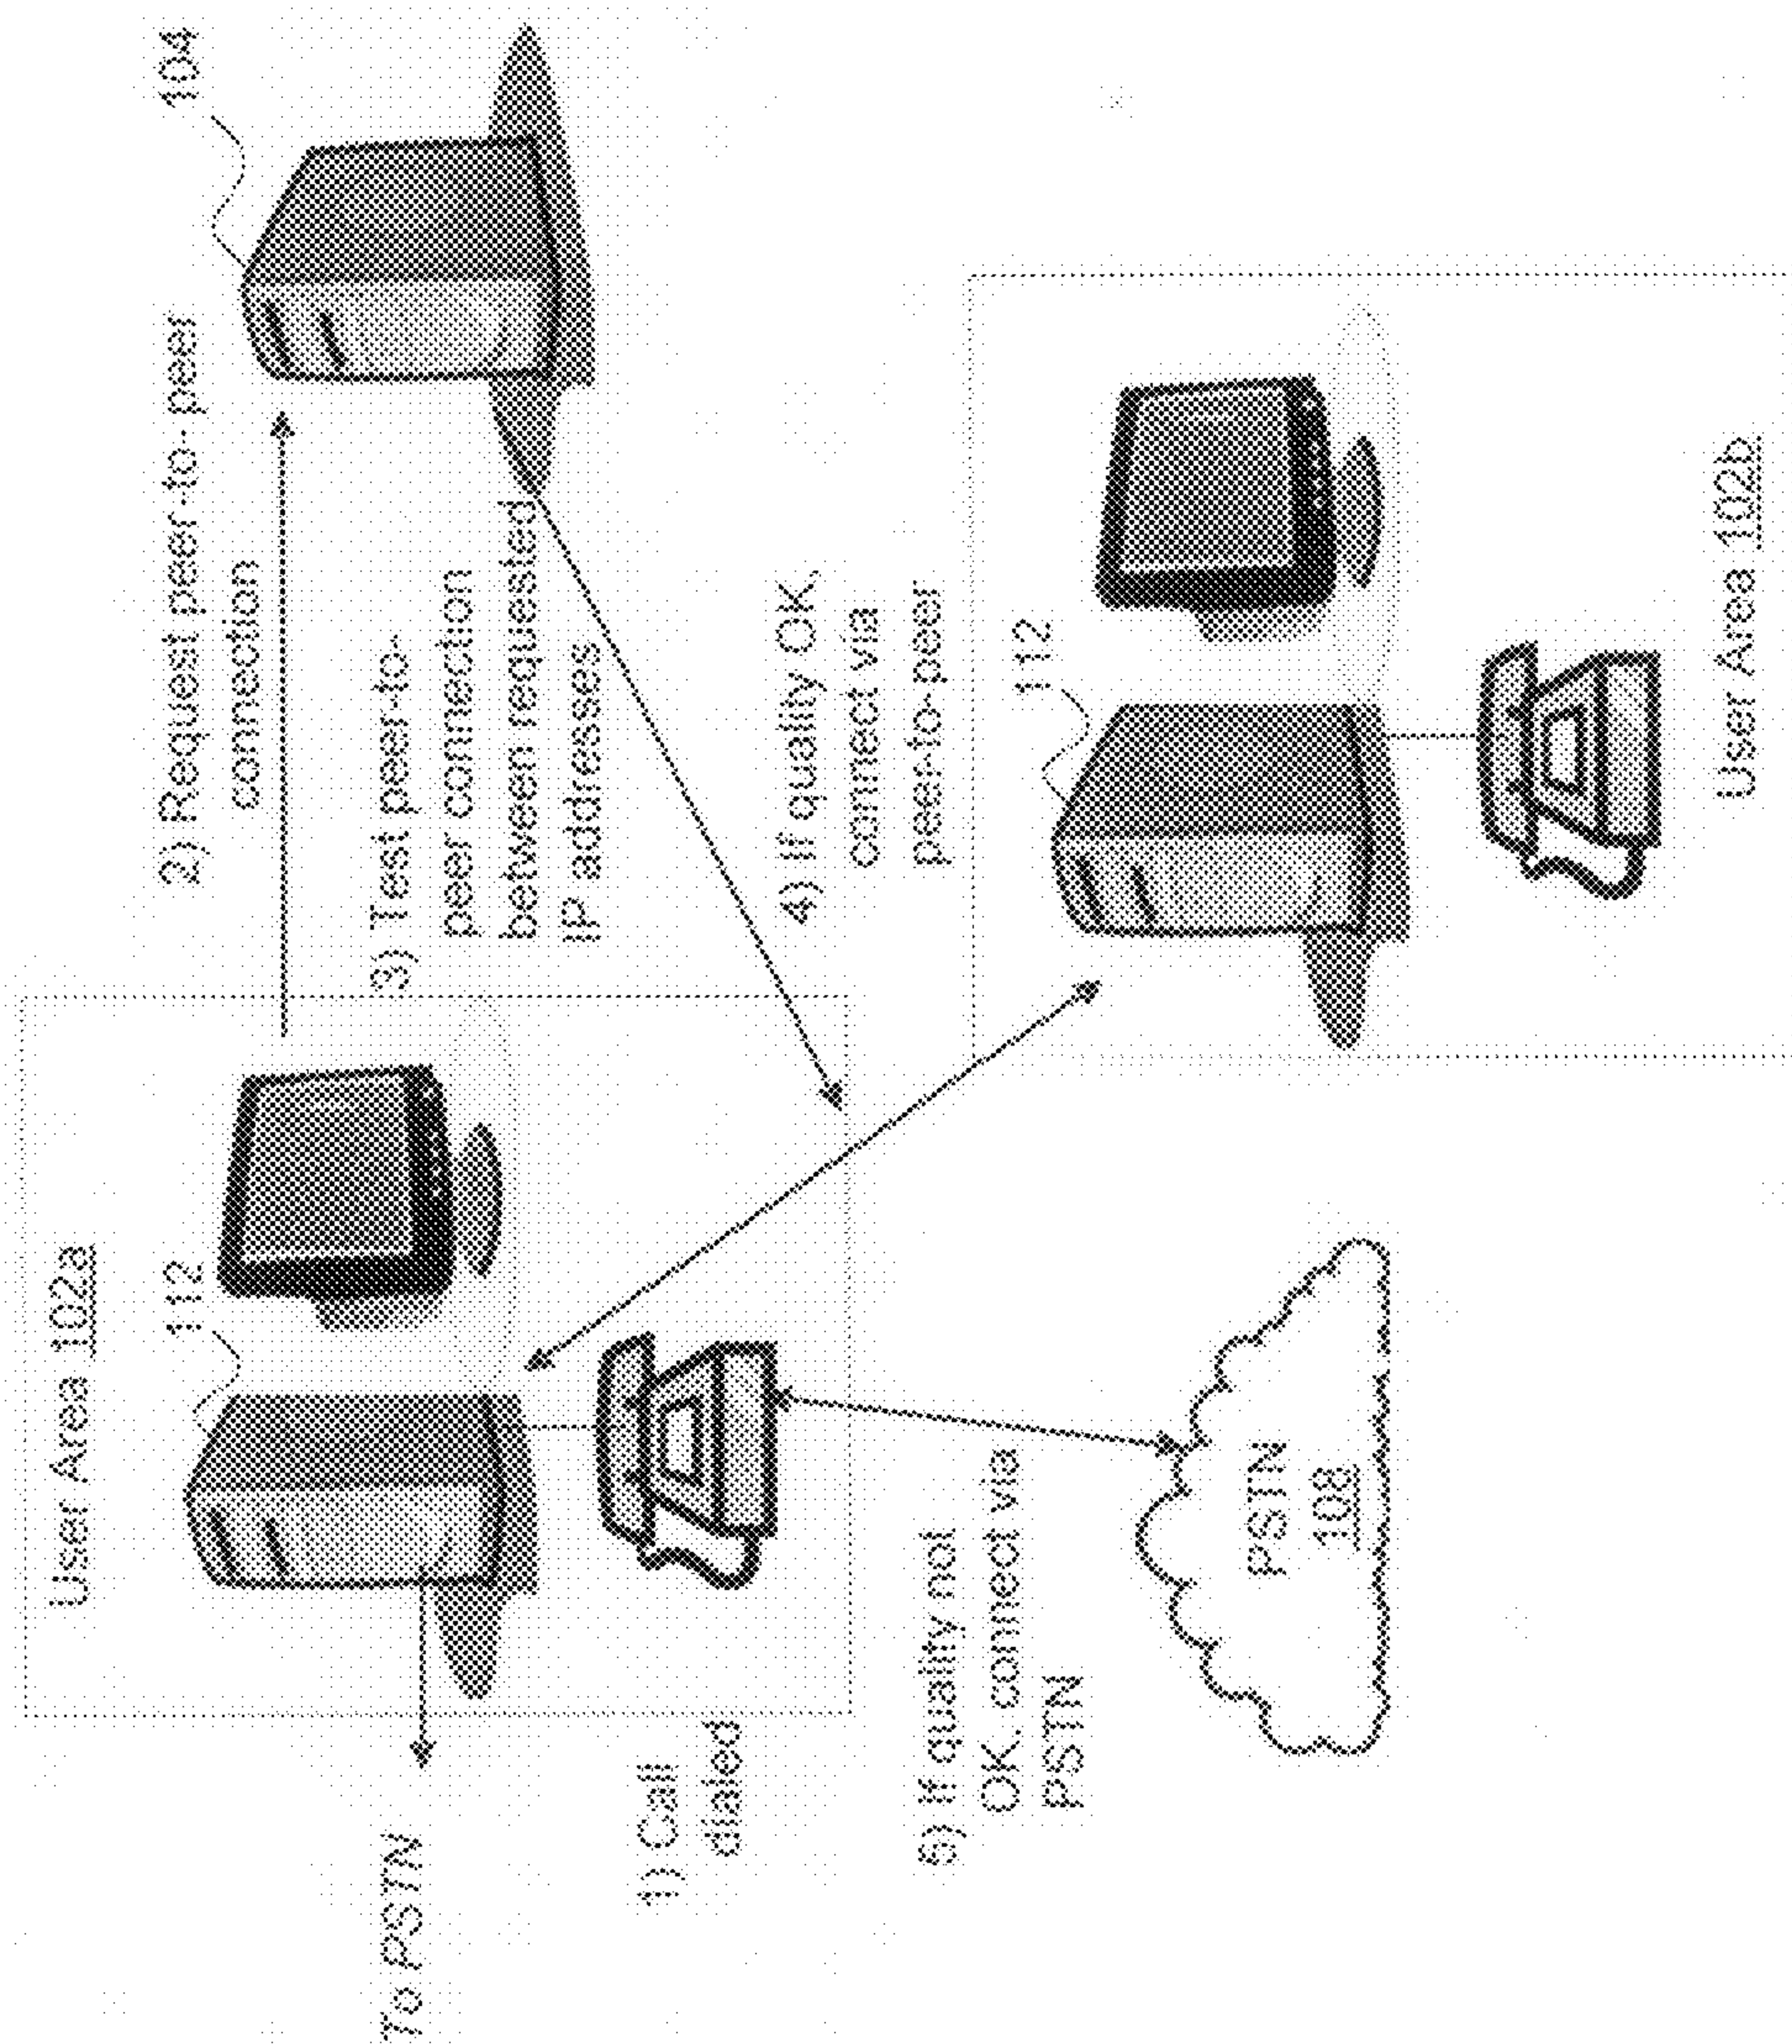 User Area 102a
112
104
2) Request peer-to-peer
connection
3) Test peer-to-
peer connection
between requested
IP addresses
To PSTN
1) Call
dialed
4) If quality OK,
connect via
peer-to-peer
5) If quality not
OK, connect via
PSTN
112
PSTN
108
User Area 102b